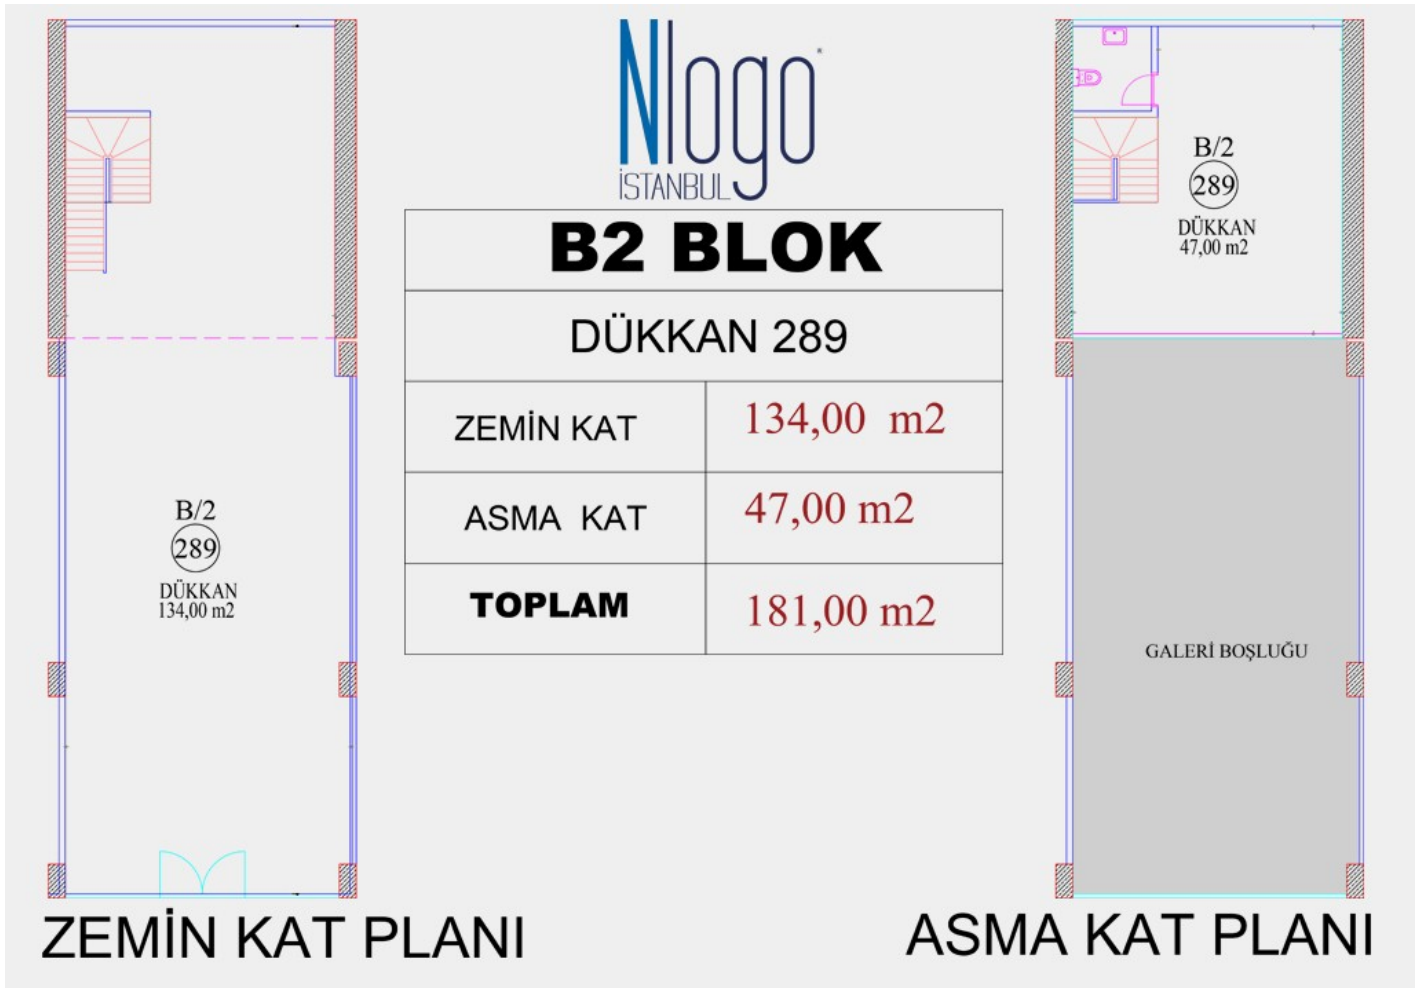 Nlogo
İSTANBUL
B2 BLOK
DÜKKAN 289
ZEMİN KAT 134,00 m2
ASMA KAT 47,00 m2
TOPLAM 181,00 m2
B/2
289
DÜKKAN
134,00 m2
ZEMİN KAT PLANI
B/2
289
DÜKKAN
47,00 m2
GALERİ BOŞLUĞU
ASMA KAT PLANI